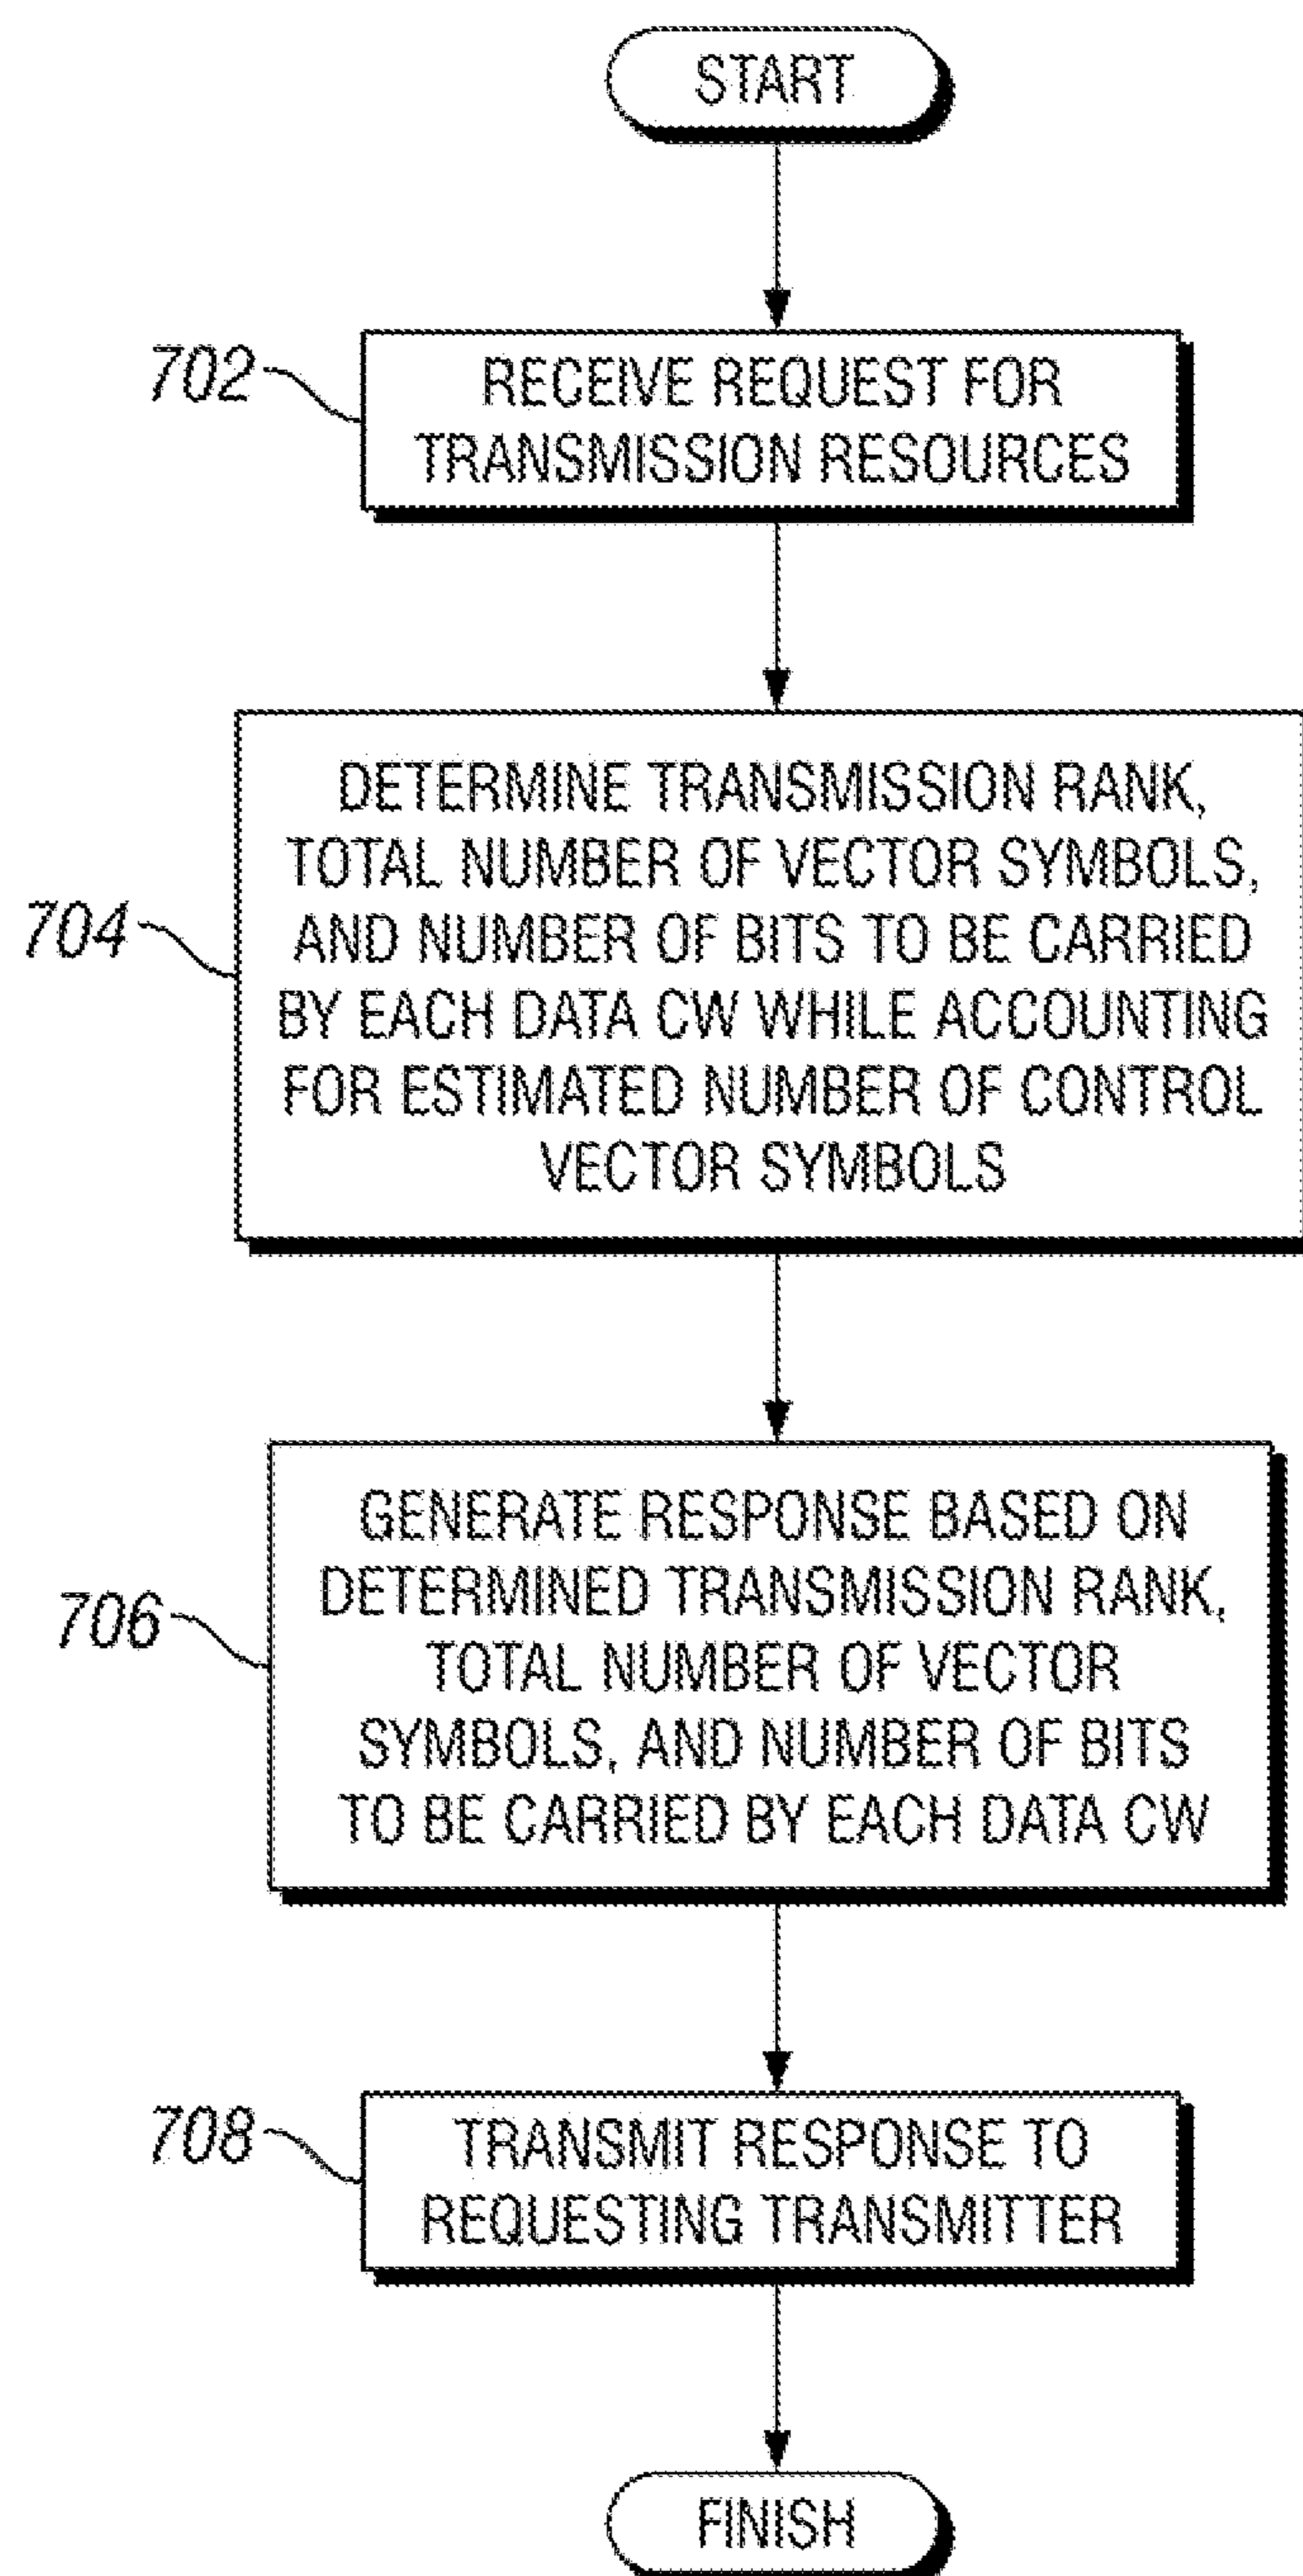 START
702
RECEIVE REQUEST FOR
TRANSMISSION RESOURCES
704
DETERMINE TRANSMISSION RANK,
TOTAL NUMBER OF VECTOR SYMBOLS,
AND NUMBER OF BITS TO BE CARRIED
BY EACH DATA CW WHILE ACCOUNTING
FOR ESTIMATED NUMBER OF CONTROL
VECTOR SYMBOLS
706
GENERATE RESPONSE BASED ON
DETERMINED TRANSMISSION RANK,
TOTAL NUMBER OF VECTOR
SYMBOLS, AND NUMBER OF BITS
TO BE CARRIED BY EACH DATA CW
708
TRANSMIT RESPONSE TO
REQUESTING TRANSMITTER
FINISH